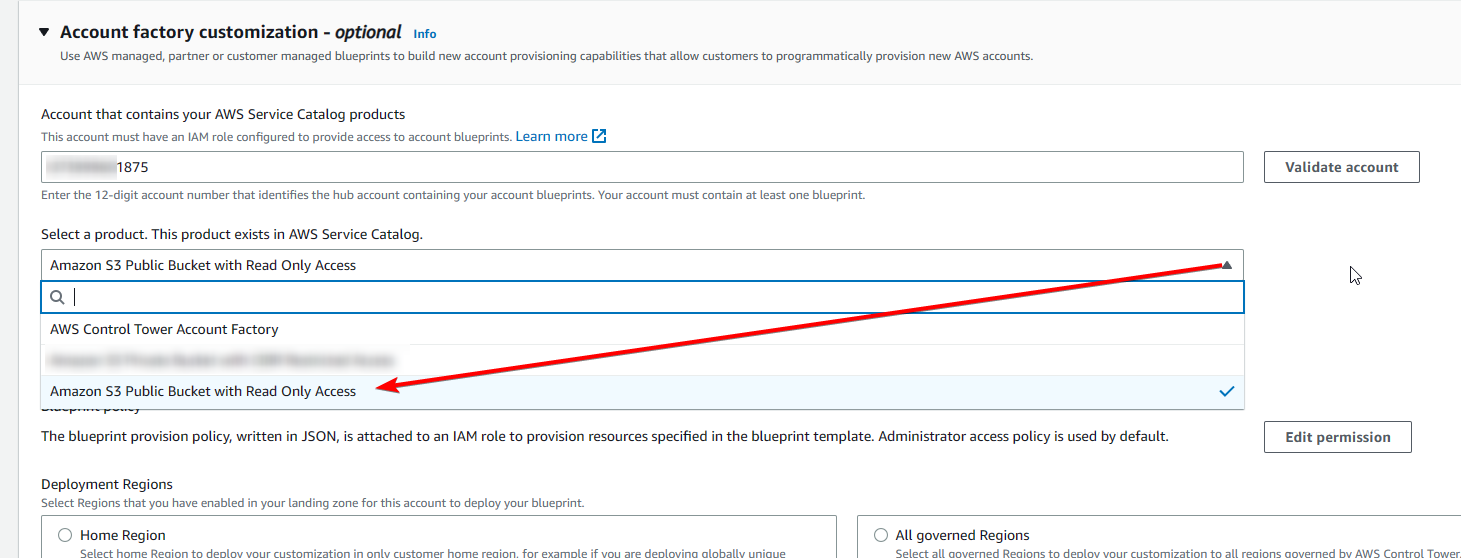 Account factory customization - optional Info
Use AWS managed, partner or customer managed blueprints to build new account provisioning capabilities that allow customers to programmatically provision new AWS accounts.
Account that contains your AWS Service Catalog products
This account must have an IAM role configured to provide access to account blueprints. Learn more
1875
Validate account
Enter the 12-digit account number that identifies the hub account containing your account blueprints. Your account must contain at least one blueprint.
Select a product. This product exists in AWS Service Catalog.
Amazon S3 Public Bucket with Read Only Access
AWS Control Tower Account Factory
Amazon S3 Public Bucket with Read Only Access
Blueprint policy
The blueprint provision policy, written in JSON, is attached to an IAM role to provision resources specified in the blueprint template. Administrator access policy is used by default.
Edit permission
Deployment Regions
Select Regions that you have enabled in your landing zone for this account to deploy your blueprint.
Home Region
Select home Region to deploy your customization in only customer home region, for example if you are deploying globally unique
All governed Regions
Select all governed Regions to deploy your customization to all regions governed by AWS Control Tower.